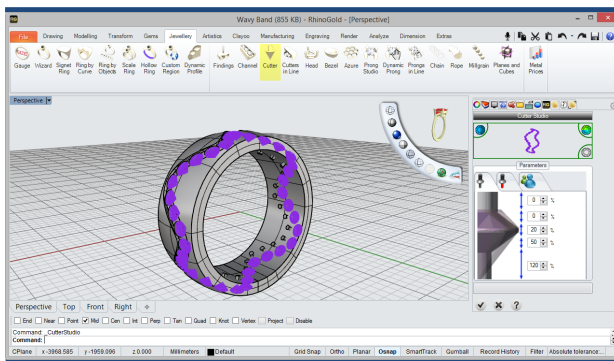 Wavy Band (855 KB) - RhinoGold - [Perspective]
File Drawing Modelling Transform Gems Jewellery Artistics Clayoo Manufacturing Engraving Render Analyze Dimension Extras
Gauge Wizard Signet Ring Ring by Curve Ring by Objects Scale Ring Hollow Ring Custom Region Dynamic Profile Findings Channel Cutter Cutters in Line Head Bezel Azure Prong Studio Dynamic Prong Prongs in Line Chain Rope Millgrain Planes and Cubes Metal Prices
Perspective
Cutter Studio
Parameters
0 %
0 %
20 %
50 %
120 %
Perspective Top Front Right
End Near Point Mid Cen Int Perp Tan Quad Knot Vertex Project Disable
Command: _CutterStudio
Command:
CPlane x -3968.585 y -1959.096 z 0.000 Millimeters Default Grid Snap Ortho Planar Osnap SmartTrack Gumball Record History Filter Absolute tolerance...